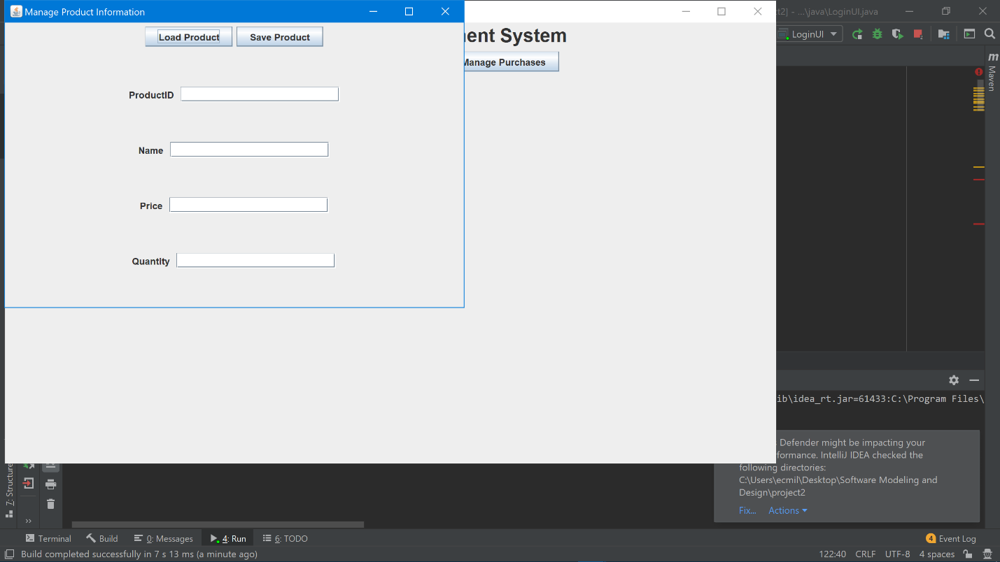 Manage Product Information
Load Product Save Product
ProductID
Name
Price
Quantity
ent System
Manage Purchases
t2] - ...\java\LoginUI.java
LoginUI
m
Maven
ib\idea_rt.jar=61433:C:\Program Files\
Defender might be impacting your
formance. IntelliJ IDEA checked the
following directories:
C:\Users\ecmil\Desktop\Software Modeling and
Design\project2
Fix... Actions
7: Structure
Terminal Build 0: Messages 4: Run 6: TODO
4 Event Log
Build completed successfully in 7 s 13 ms (a minute ago)
122:40 CRLF UTF-8 4 spaces